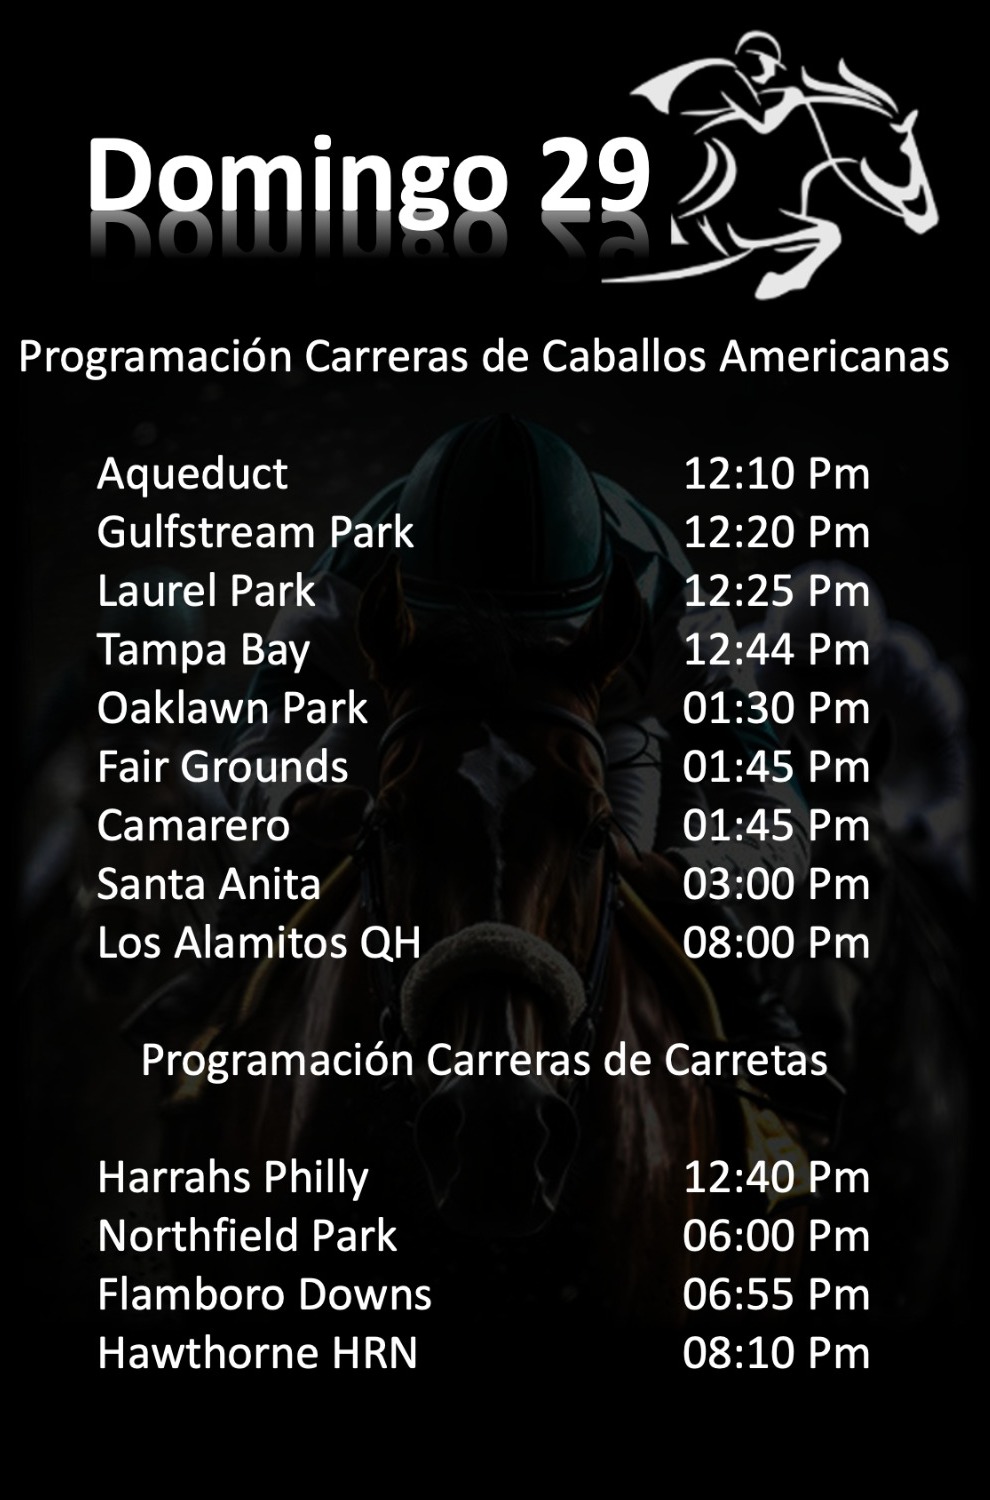 Domingo 29
Programación Carreras de Caballos Americanas
Aqueduct 12:10 Pm
Gulfstream Park 12:20 Pm
Laurel Park 12:25 Pm
Tampa Bay 12:44 Pm
Oaklawn Park 01:30 Pm
Fair Grounds 01:45 Pm
Camarero 01:45 Pm
Santa Anita 03:00 Pm
Los Alamitos QH 08:00 Pm
Programación Carreras de Carretas
Harrahs Philly 12:40 Pm
Northfield Park 06:00 Pm
Flamboro Downs 06:55 Pm
Hawthorne HRN 08:10 Pm